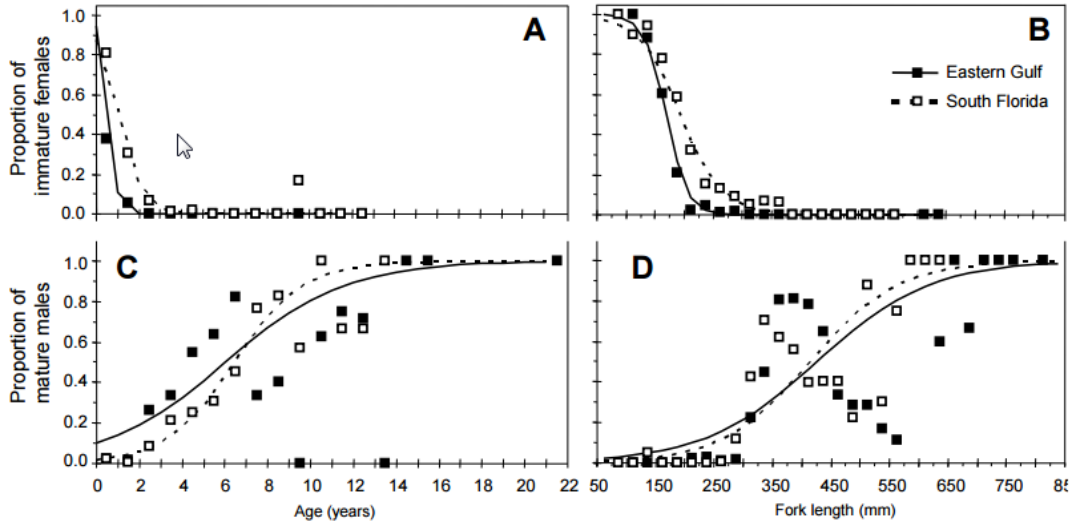 A
B
Proportion of
immature females
1.0
0.8
0.6
0.4
0.2
0.0
Eastern Gulf
South Florida
C
D
Proportion of
mature males
1.0
0.8
0.6
0.4
0.2
0.0
0 2 4 6 8 10 12 14 16 18 20 22
50 150 250 350 450 550 650 750 85
Age (years)
Fork length (mm)